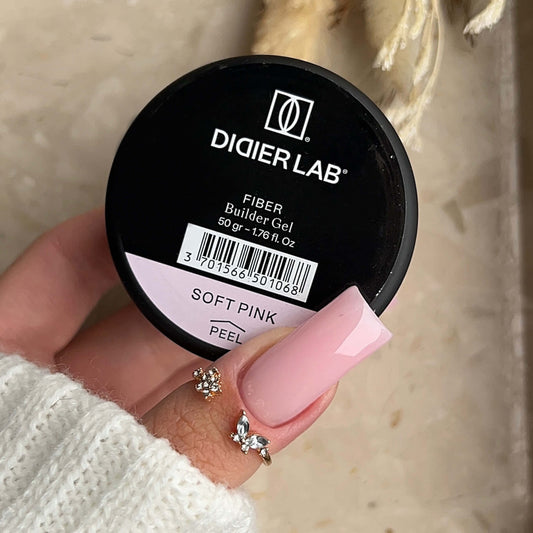 DIDIER LAB®
FIBER
Builder Gel
50 gr – 1.76 fl. Oz
3 701566 501068
SOFT PINK
PEEL